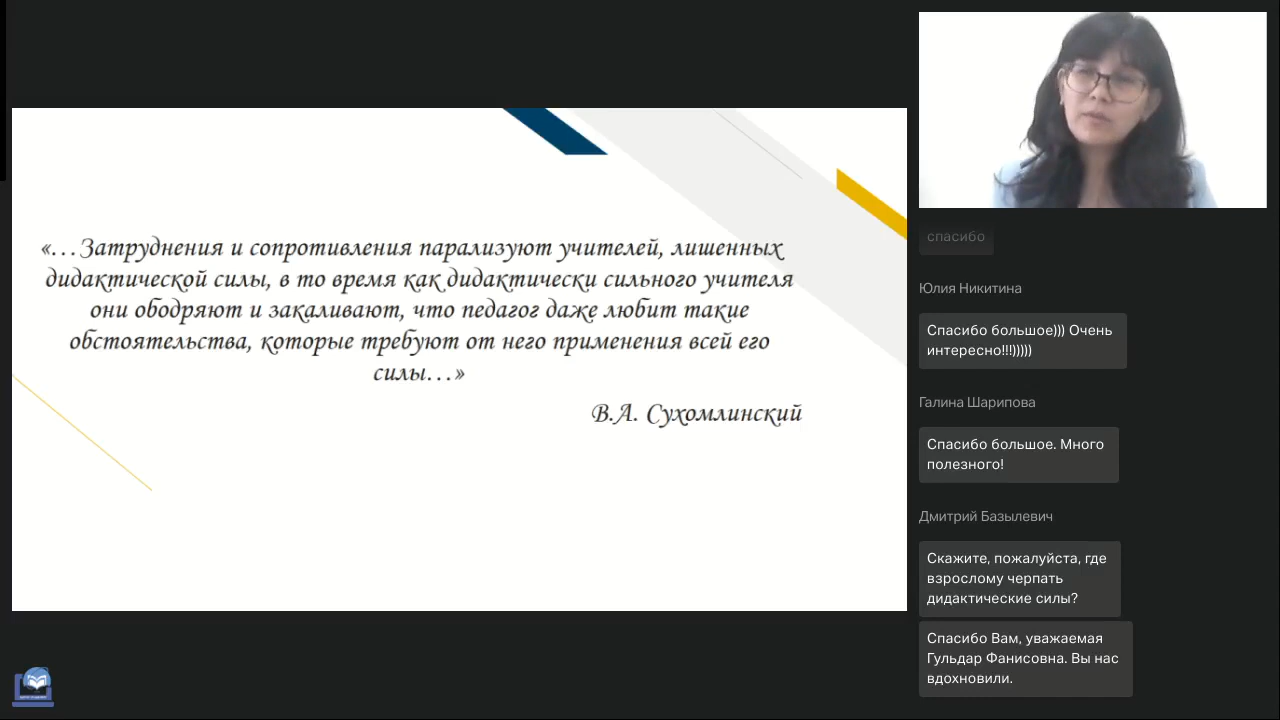 «…Затруднения и сопротивления парализуют учителей, лишенных
дидактической силы, в то время как дидактически сильного учителя
они ободряют и закаливают, что педагог даже любит такие
обстоятельства, которые требуют от него применения всей его
силы…»
В.А. Сухомлинский
спасибо
Юлия Никитина
Спасибо большое))) Очень
интересно!!!)))))
Галина Шарипова
Спасибо большое. Много
полезного!
Дмитрий Базылевич
Скажите, пожалуйста, где
взрослому черпать
дидактические силы?
Спасибо Вам, уважаемая
Гульдар Фанисовна. Вы нас
вдохновили.